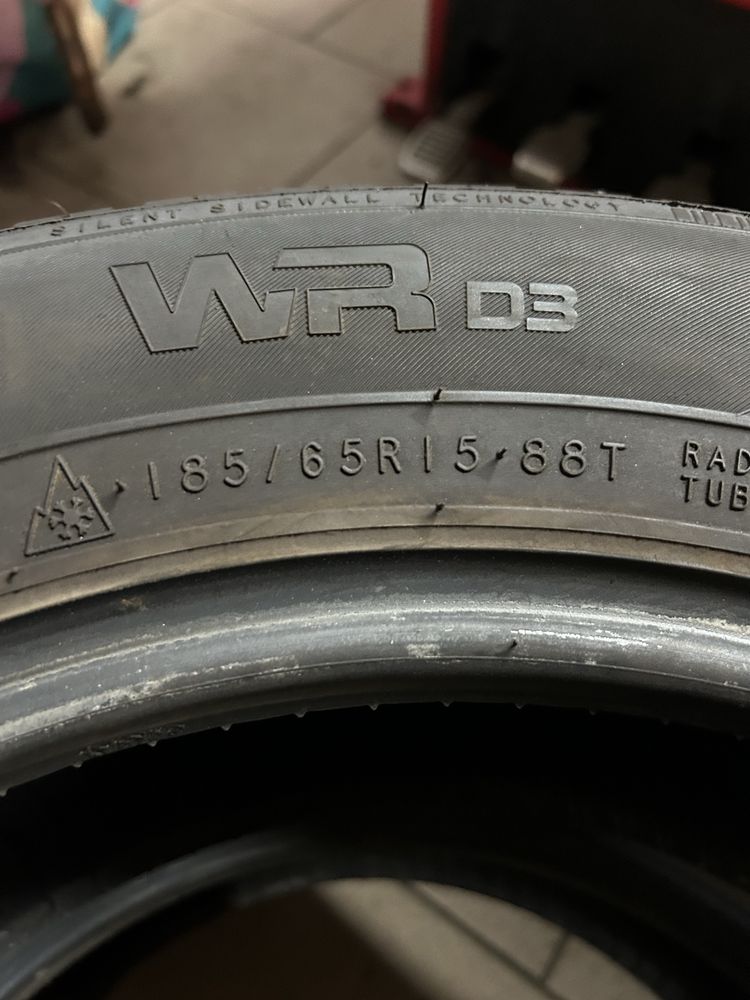 SILENT SIDEWALL TECHNOLOGY
WR D3
185/65R15 88T
RAD
TUB